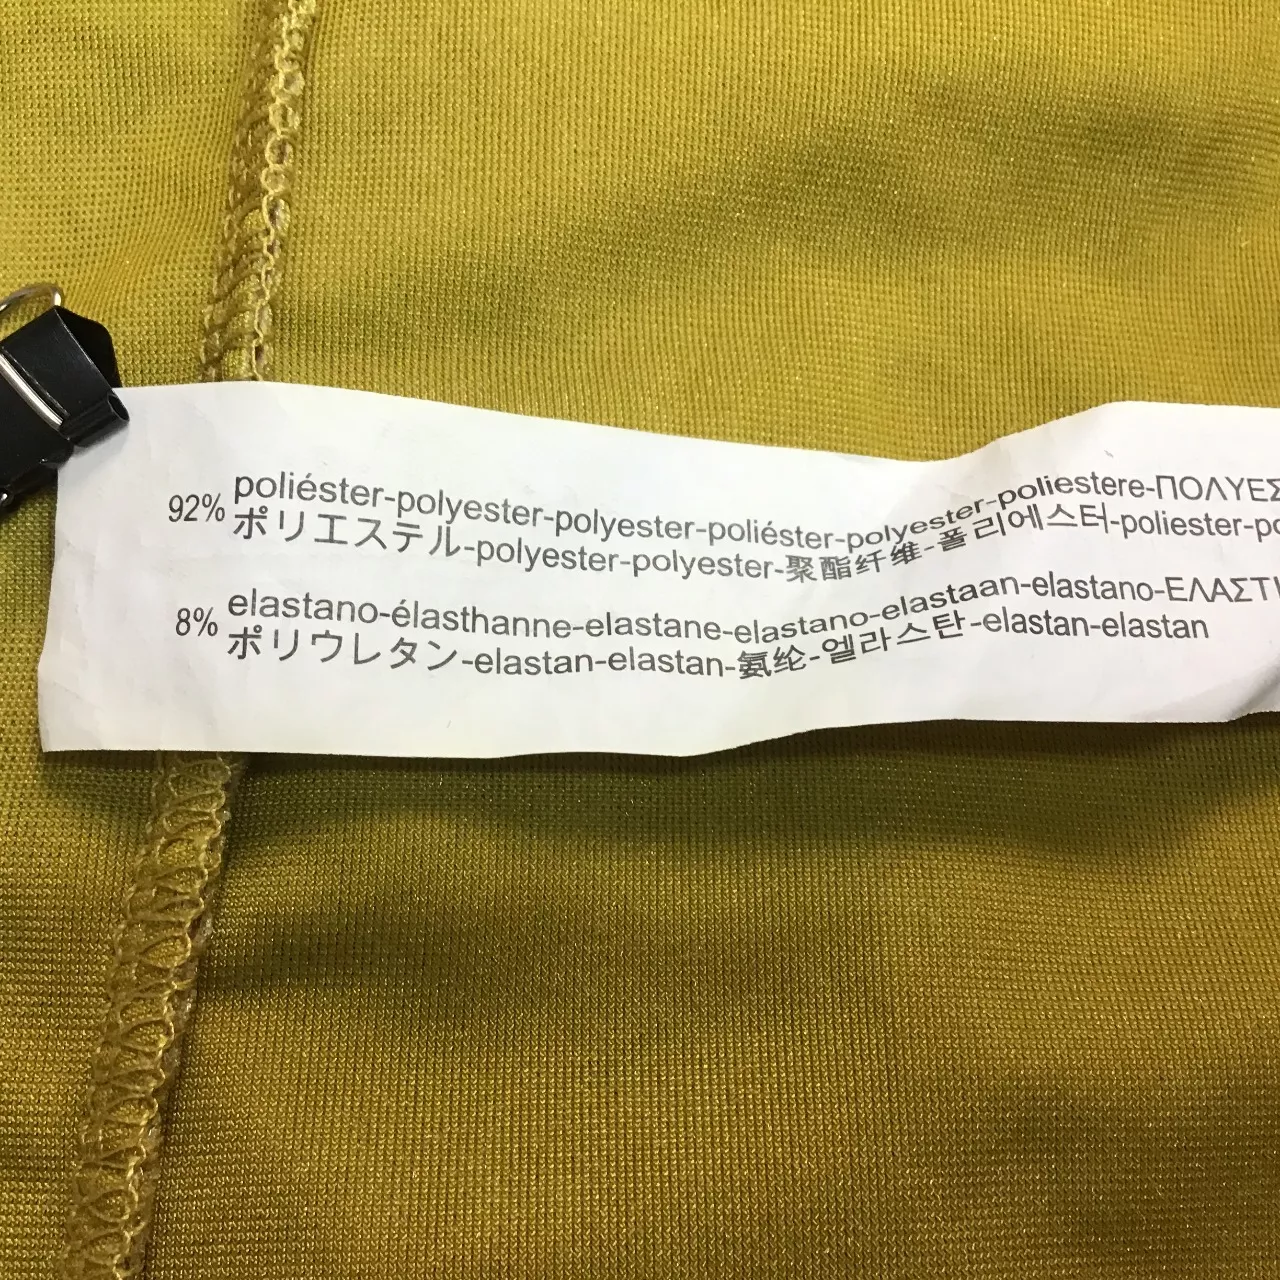 92% poliéster-polyester-polyester-poliéster-polyester-poliestere-ΠΟΛΥΕΣ
ポリエステル-polyester-polyester-聚酯纤维-폴리에스터-poliester-po
8% elastano-élasthanne-elastane-elastano-elastaan-elastano-ΕΛΑΣΤΙ
ポリウレタン-elastan-elastan-氨纶-엘라스탄-elastan-elastan